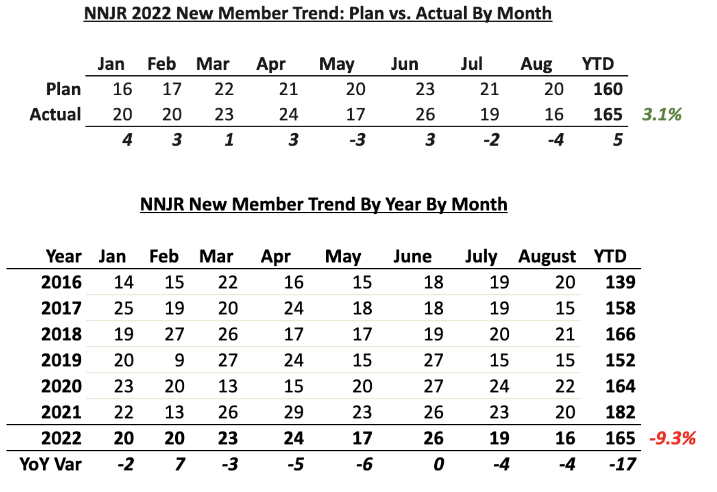 NNJR 2022 New Member Trend: Plan vs. Actual By Month
Jan Feb Mar Apr May Jun Jul Aug YTD
Plan 16 17 22 21 20 23 21 20 160
Actual 20 20 23 24 17 26 19 16 165 3.1%
4 3 1 3 -3 3 -2 -4 5
NNJR New Member Trend By Year By Month
Year Jan Feb Mar Apr May June July August YTD
2016 14 15 22 16 15 18 19 20 139
2017 25 19 20 24 18 18 19 15 158
2018 19 27 26 17 17 19 20 21 166
2019 20 9 27 24 15 27 15 15 152
2020 23 20 13 15 20 27 24 22 164
2021 22 13 26 29 23 26 23 20 182
2022 20 20 23 24 17 26 19 16 165 -9.3%
YoY Var -2 7 -3 -5 -6 0 -4 -4 -17